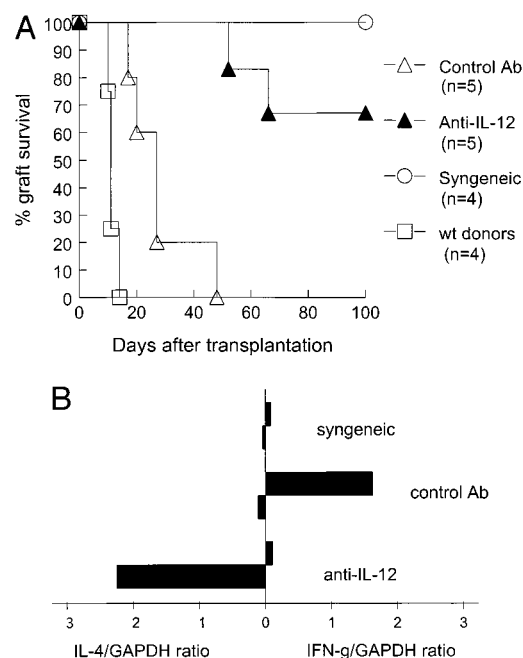 A
100
90
80
70
60
50
40
30
20
10
0
% graft survival
0 20 40 60 80 100
Days after transplantation
Control Ab
(n=5)
Anti-IL-12
(n=5)
Syngeneic
(n=4)
wt donors
(n=4)
B
syngeneic
control Ab
anti-IL-12
3 2 1 0 1 2 3
IL-4/GAPDH ratio IFN-g/GAPDH ratio